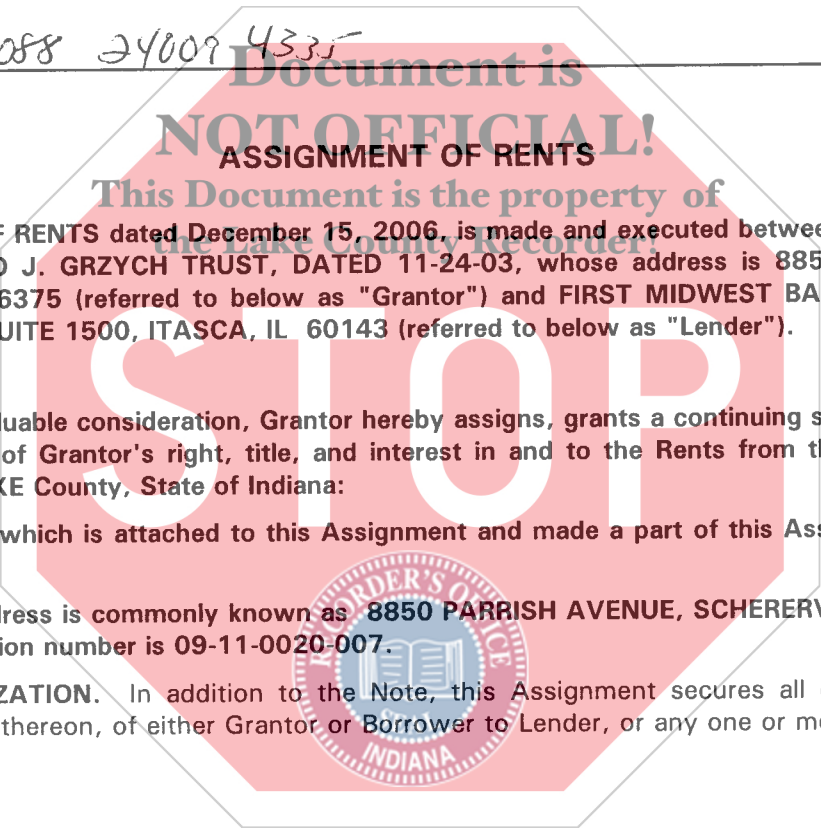 088 24009 4335
Document is
NOT OFFICIAL!
ASSIGNMENT OF RENTS
This Document is the property of
the Lake County Recorder!
F RENTS dated December 15, 2006, is made and executed betwee
J. GRZYCH TRUST, DATED 11-24-03, whose address is 885
6375 (referred to below as "Grantor") and FIRST MIDWEST BA
UITE 1500, ITASCA, IL 60143 (referred to below as "Lender").
STOP
luable consideration, Grantor hereby assigns, grants a continuing s
of Grantor's right, title, and interest in and to the Rents from th
KE County, State of Indiana:
which is attached to this Assignment and made a part of this Ass
dress is commonly known as 8850 PARRISH AVENUE, SCHERERV
ion number is 09-11-0020-007.
RECORDER'S OFFICE
ZATION. In addition to the Note, this Assignment secures all
thereon, of either Grantor or Borrower to Lender, or any one or mo
INDIANA